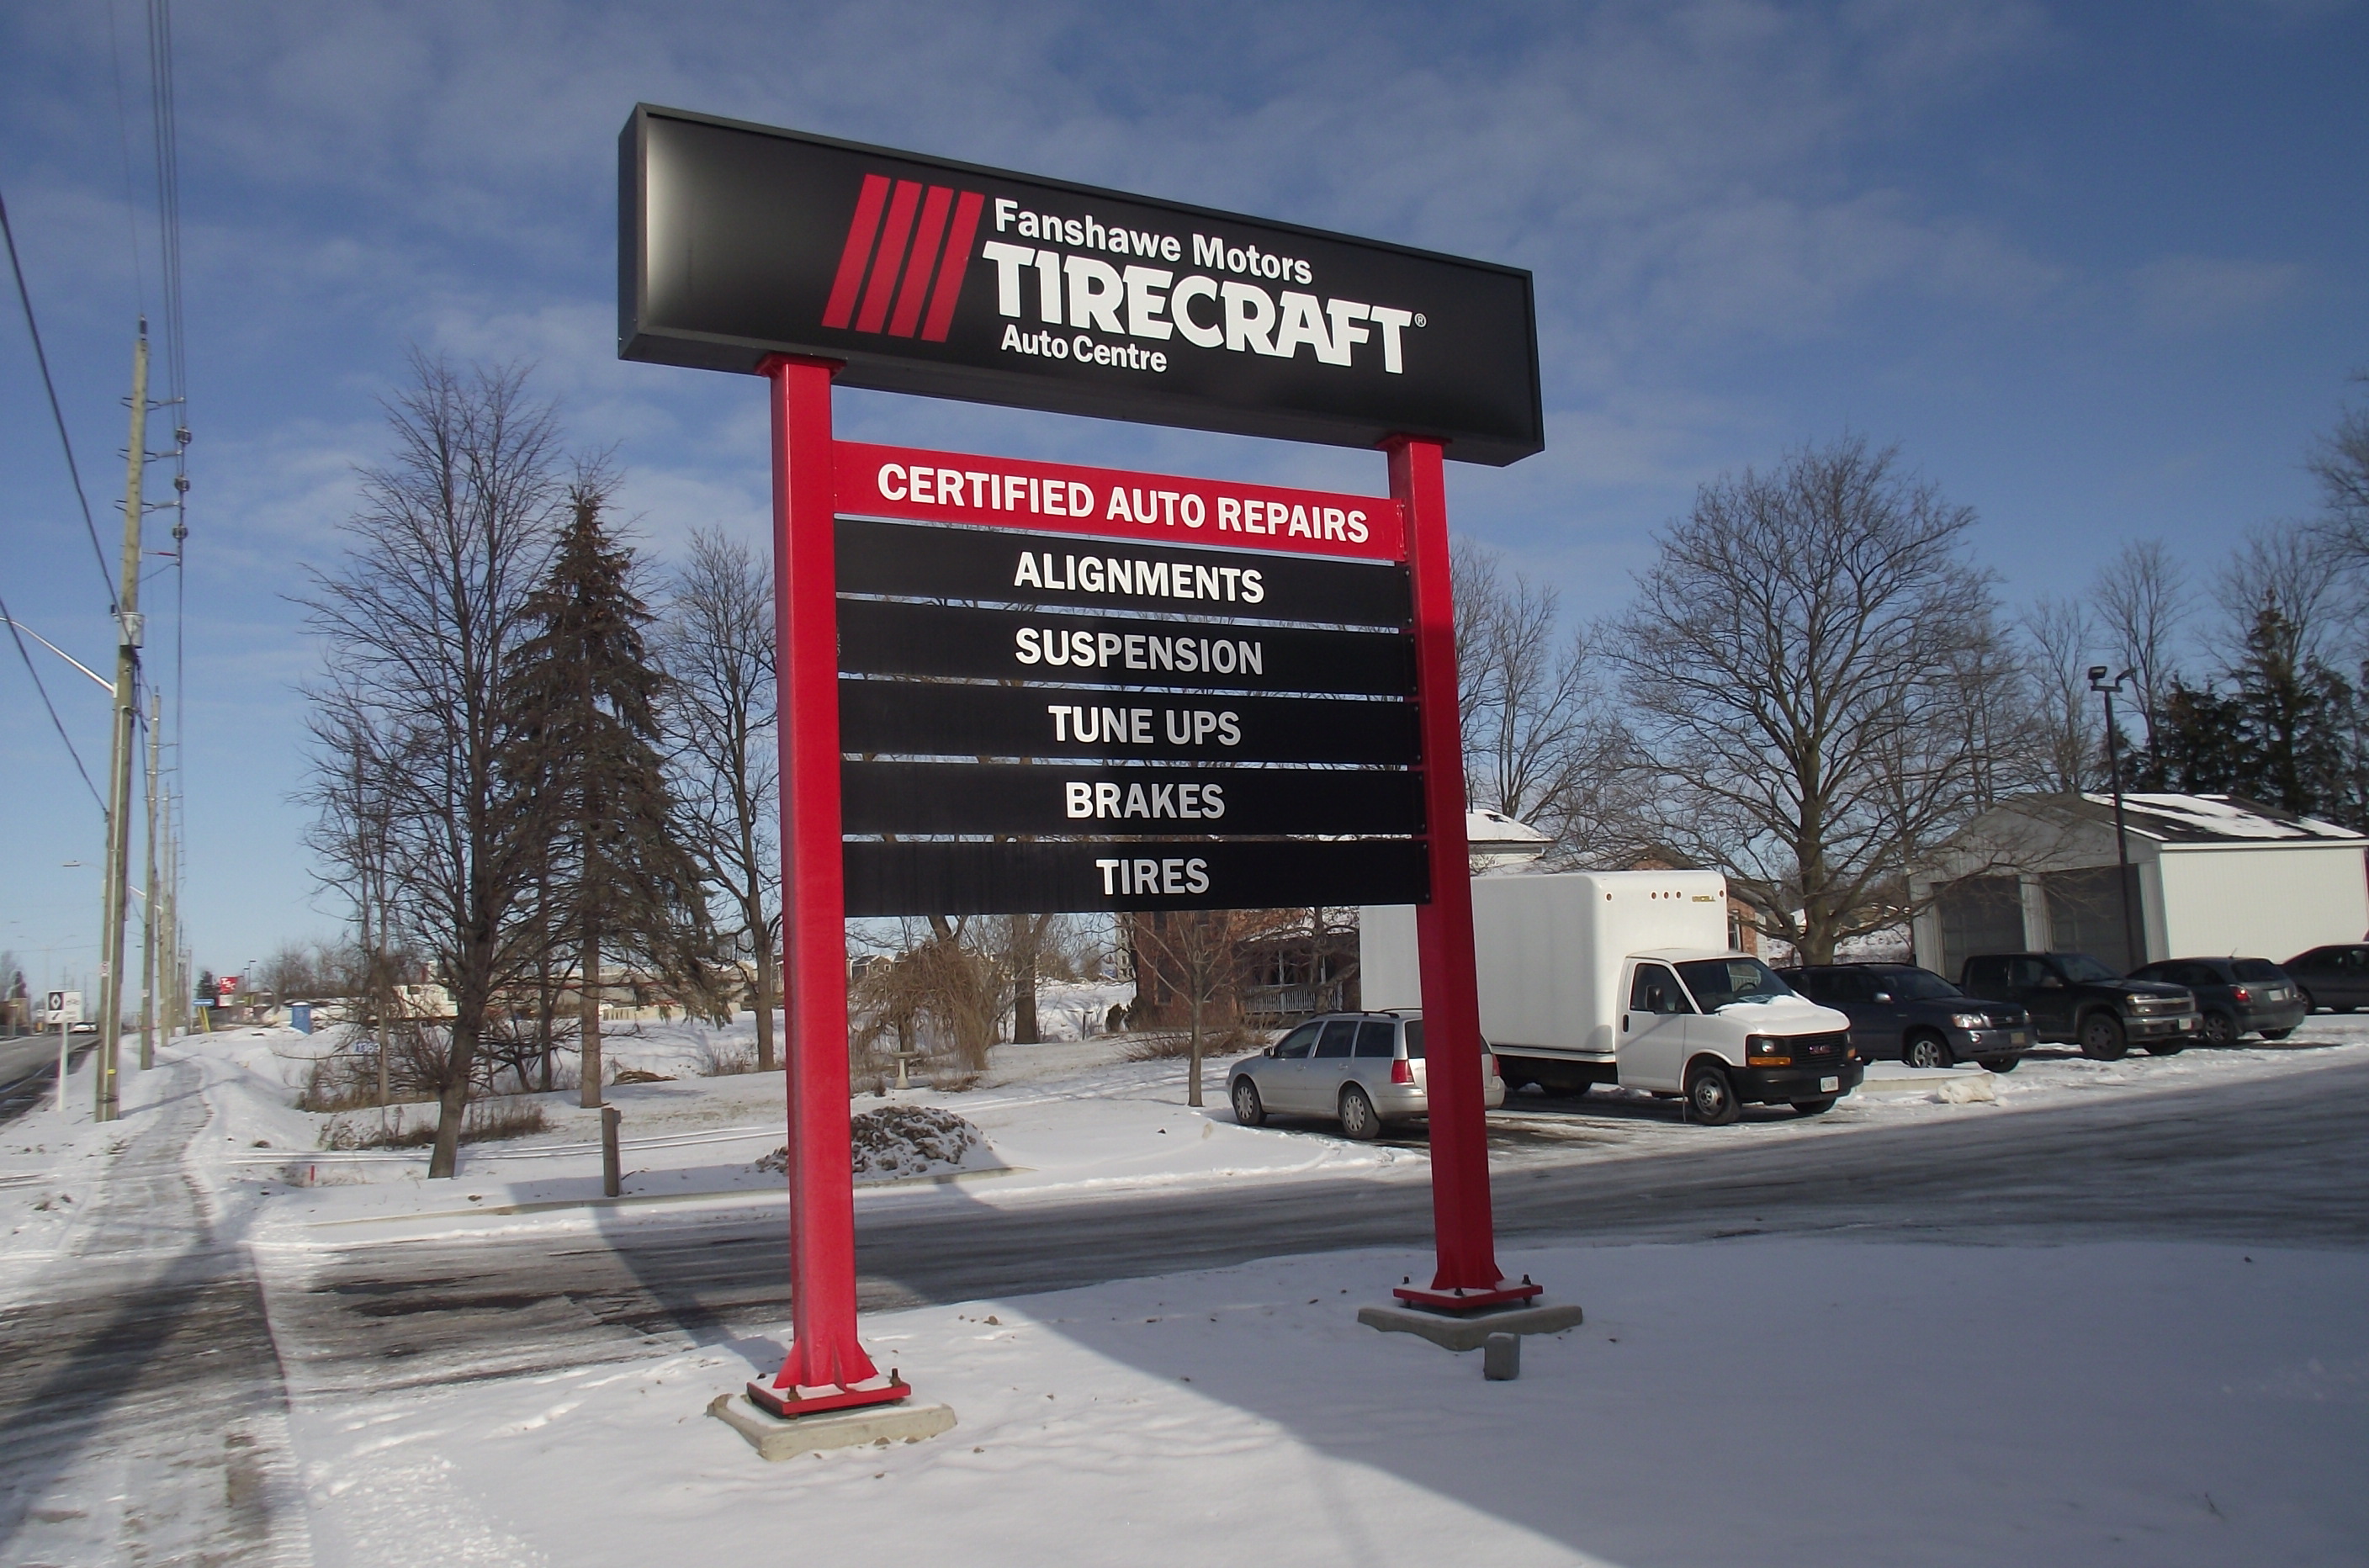 Fanshawe Motors
TIRECRAFT®
Auto Centre
CERTIFIED AUTO REPAIRS
ALIGNMENTS
SUSPENSION
TUNE UPS
BRAKES
TIRES